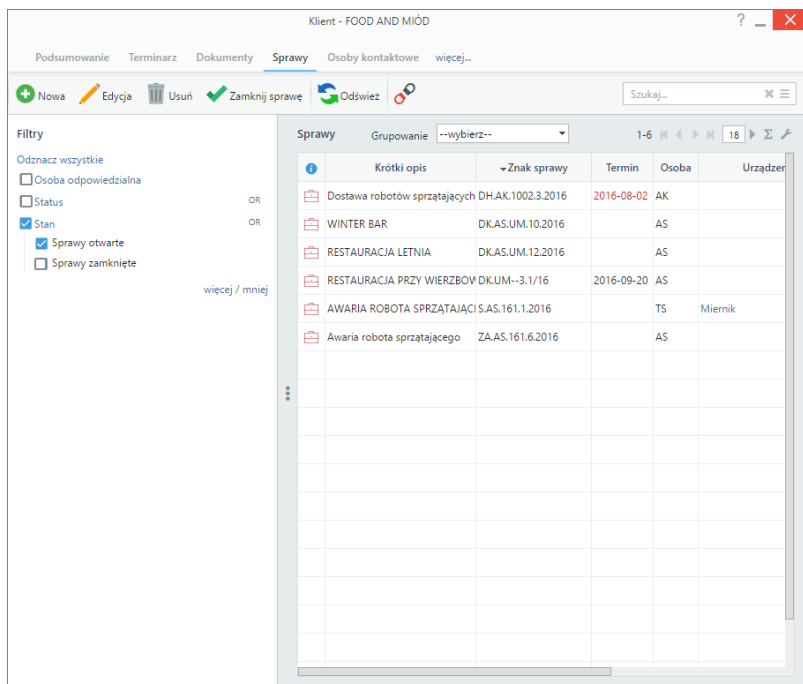 Klient - FOOD AND MIÓD
?
Podsumowanie Terminarz Dokumenty Sprawy Osoby kontaktowe więcej...
Nowa Edycja Usuń Zamknij sprawę Odśwież Szukaj...
Filtry
Odznacz wszystkie
Osoba odpowiedzialna
Status OR
Stan OR
Sprawy otwarte
Sprawy zamknięte
więcej / mniej
Sprawy Grupowanie --wybierz-- 1-6 18 Σ
Krótki opis Znak sprawy Termin Osoba Urządzen
Dostawa robotów sprzątających DH.AK.1002.3.2016 2016-08-02 AK
WINTER BAR DK.AS.UM.10.2016 AS
RESTAURACJA LETNIA DK.AS.UM.12.2016 AS
RESTAURACJA PRZY WIERZBOW DK.UM--3.1/16 2016-09-20 AS
AWARIA ROBOTA SPRZĄTAJĄCI S.AS.161.1.2016 TS Miernik
Awaria robota sprzątającego ZA.AS.161.6.2016 AS